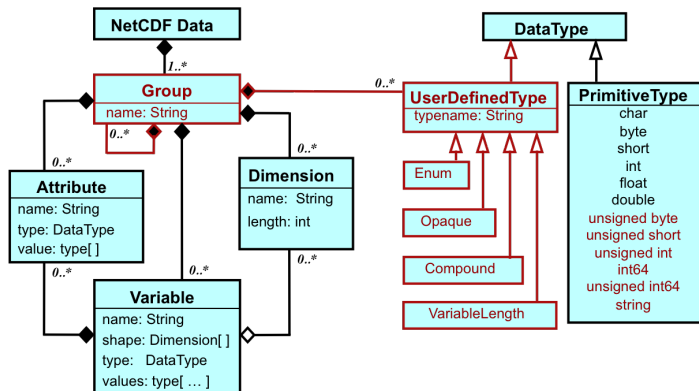 NetCDF Data
DataType
1..*
Group
name: String
0..*
0..*
UserDefinedType
typename: String
PrimitiveType
char
byte
short
int
float
double
unsigned byte
unsigned short
unsigned int
int64
unsigned int64
string
0..*
0..*
Attribute
name: String
type: DataType
value: type[ ]
Dimension
name: String
length: int
Enum
Opaque
Compound
VariableLength
0..*
0..*
0..*
Variable
name: String
shape: Dimension[ ]
type: DataType
values: type[ … ]